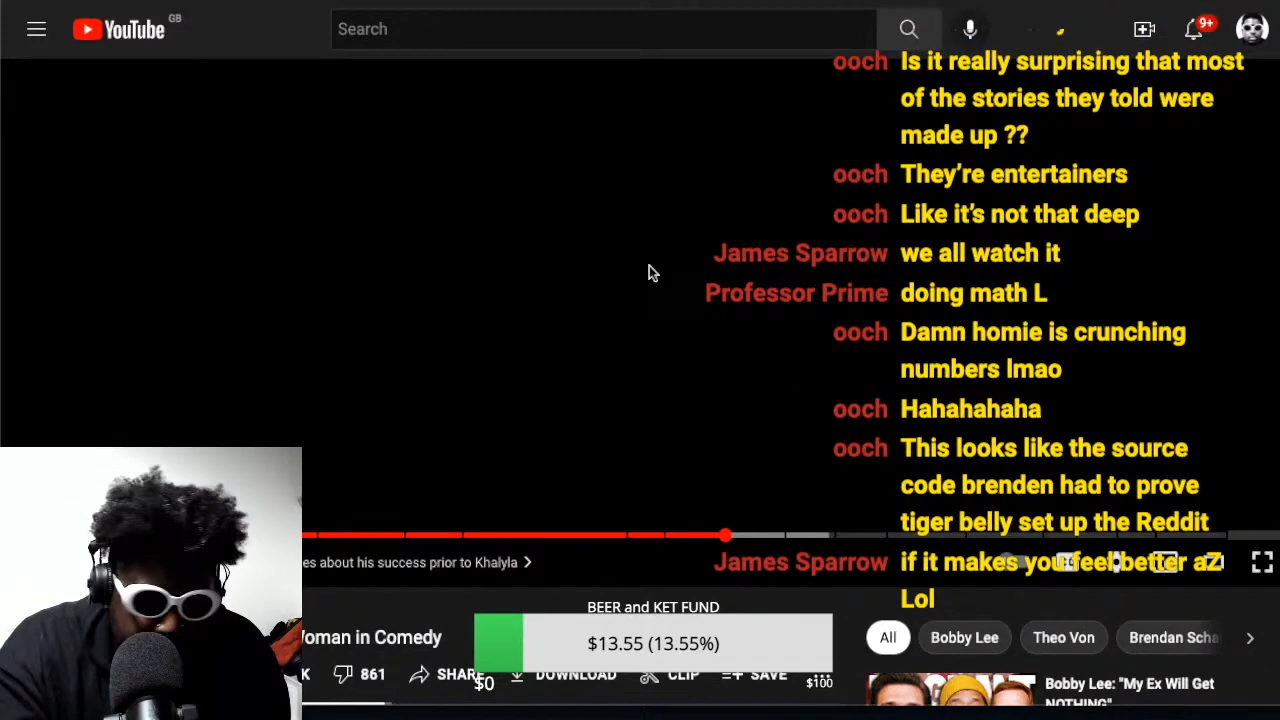 YouTube GB
Search
9+
ooch Is it really surprising that most
of the stories they told were
made up ??
ooch They're entertainers
ooch Like it's not that deep
James Sparrow we all watch it
Professor Prime doing math L
ooch Damn homie is crunching
numbers lmao
ooch Hahahahaha
ooch This looks like the source
code brenden had to prove
tiger belly set up the Reddit
James Sparrow if it makes you feel better aZ
Lol
es about his success prior to Khalyla
BEER and KET FUND
$13.55 (13.55%)
$0
$100
Woman in Comedy
K 861 SHARE DOWNLOAD CLIP SAVE
All Bobby Lee Theo Von Brendan Scha
Bobby Lee: "My Ex Will Get
NOTHING"